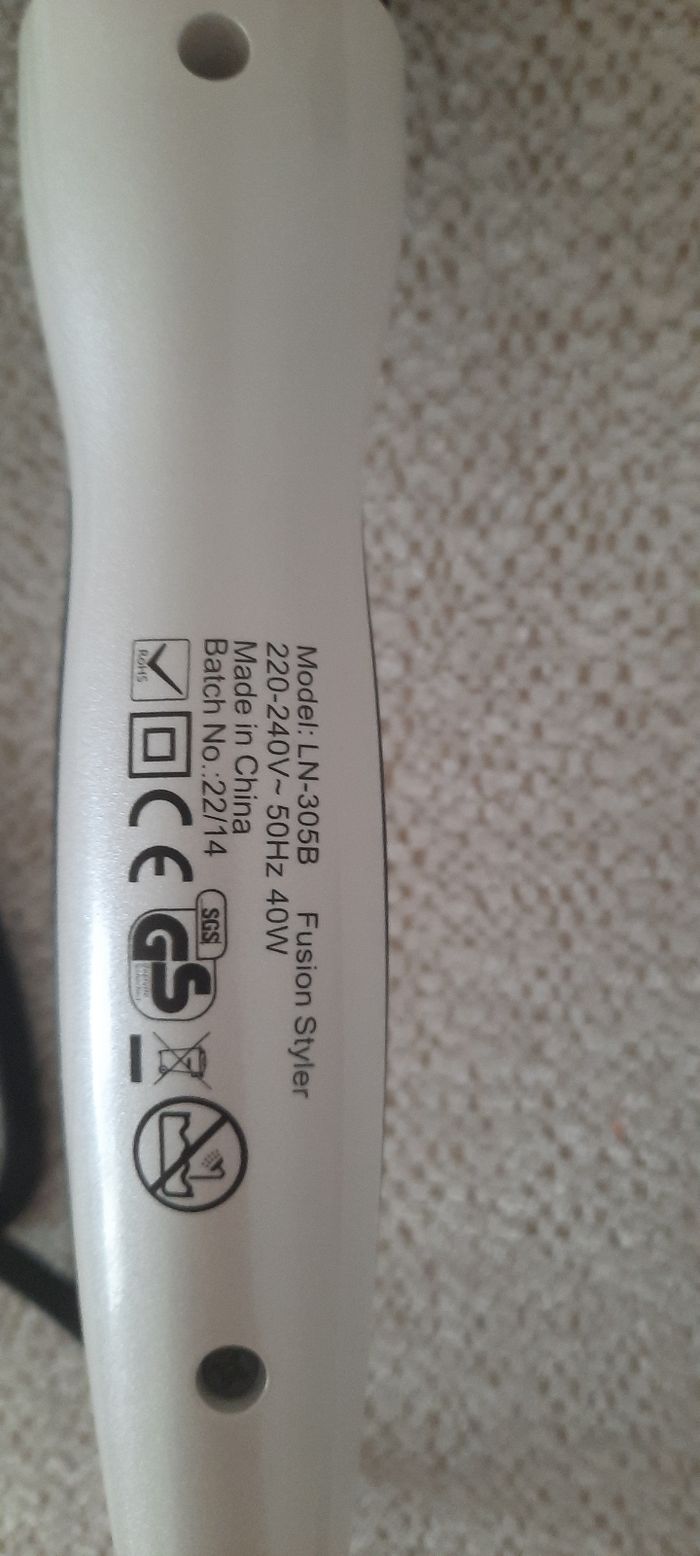 Model: LN-305B Fusion Styler
220-240V~ 50Hz 40W
Made in China
Batch No.:22/14
RoHS
CE
SGS
GS